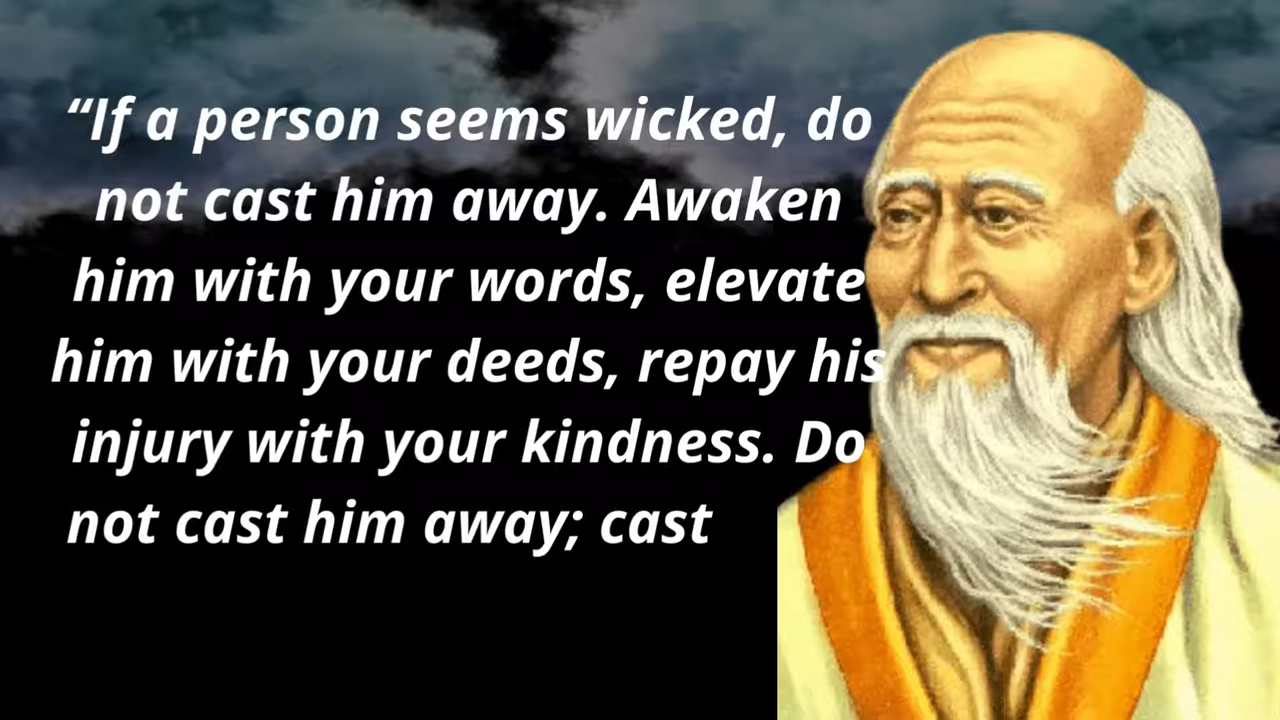 “If a person seems wicked, do
not cast him away. Awaken
him with your words, elevate
him with your deeds, repay his
injury with your kindness. Do
not cast him away; cast